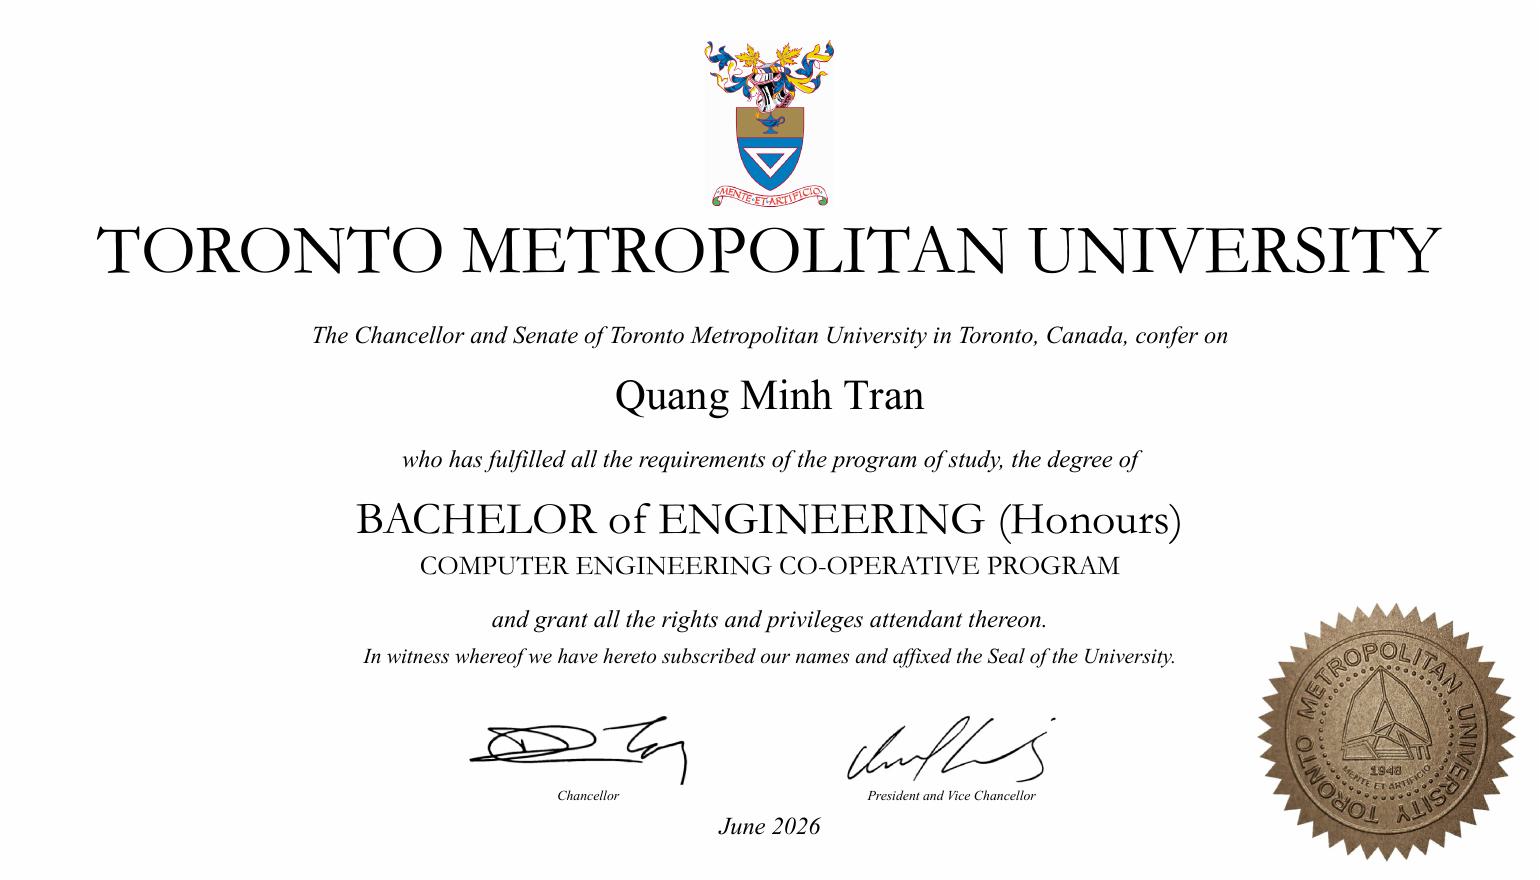 MENTE·ET·ARTIFICIO
TORONTO METROPOLITAN UNIVERSITY
The Chancellor and Senate of Toronto Metropolitan University in Toronto, Canada, confer on
Quang Minh Tran
who has fulfilled all the requirements of the program of study, the degree of
BACHELOR of ENGINEERING (Honours)
COMPUTER ENGINEERING CO-OPERATIVE PROGRAM
and grant all the rights and privileges attendant thereon.
In witness whereof we have hereto subscribed our names and affixed the Seal of the University.
Chancellor
President and Vice Chancellor
June 2026
TORONTO METROPOLITAN UNIVERSITY
1948
MENTE ET ARTIFICIO